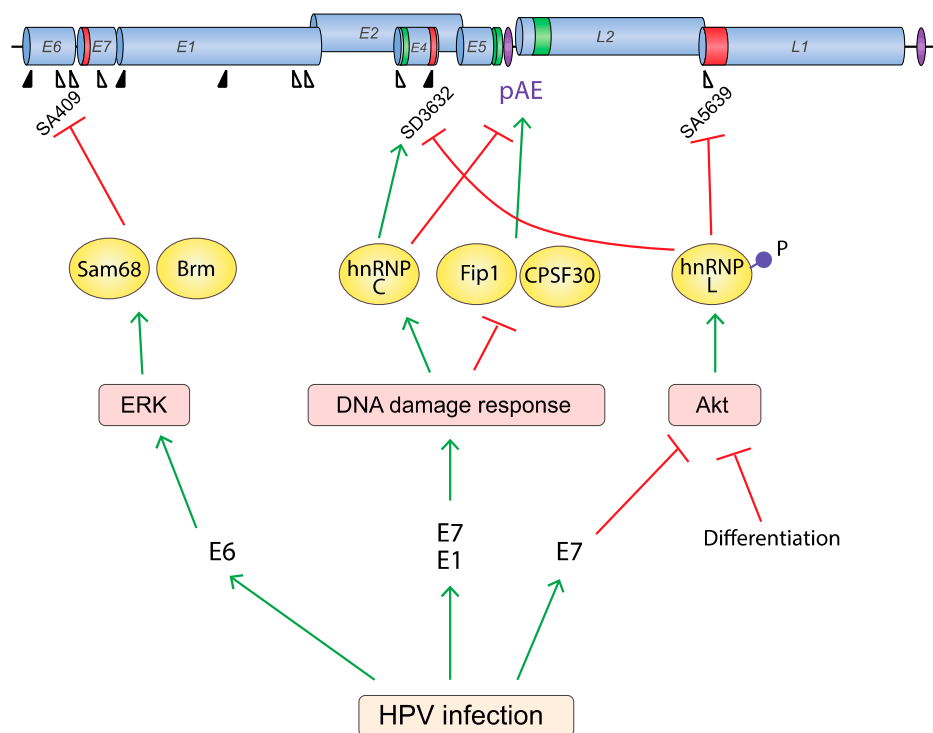 E6
E7
E1
E2
E4
E5
L2
L1
SA409
SD3632
pAE
SA5639
Sam68
Brm
hnRNP
C
Fip1
CPSF30
hnRNP
L
P
ERK
DNA damage response
Akt
E6
E7
E1
E7
Differentiation
HPV infection